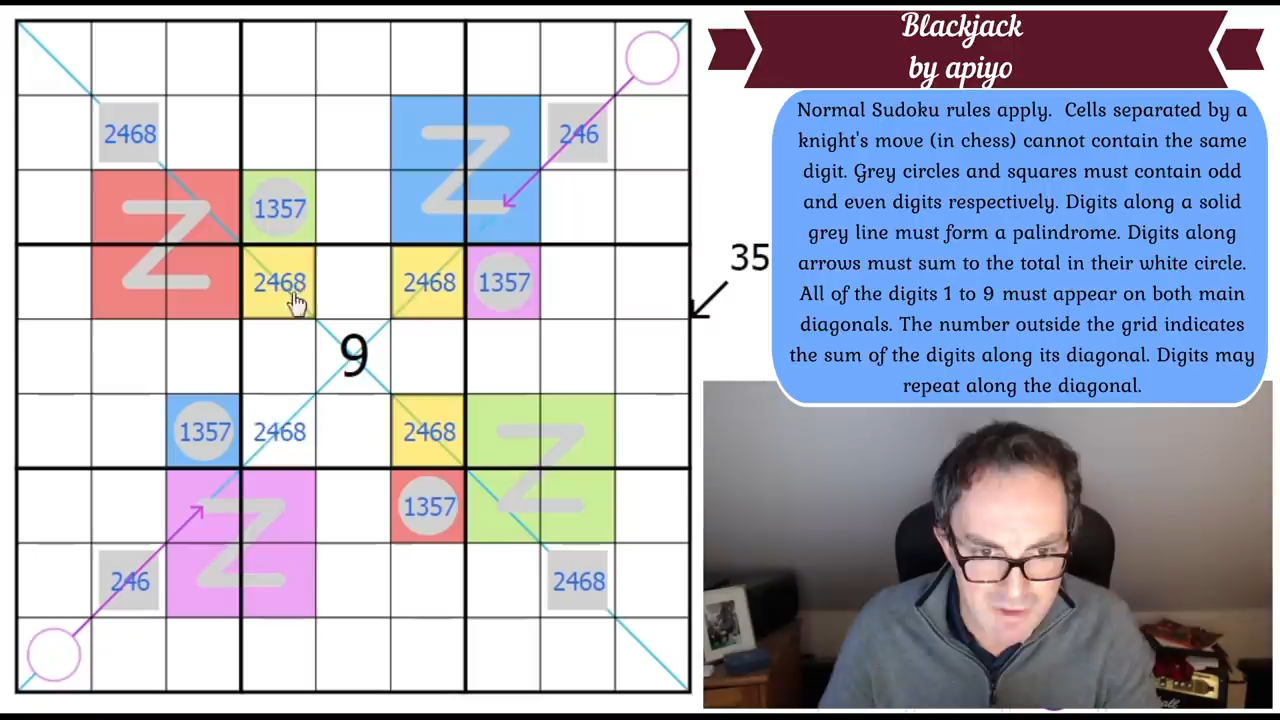 Blackjack
by apiyo
Normal Sudoku rules apply. Cells separated by a
knight's move (in chess) cannot contain the same
digit. Grey circles and squares must contain odd
and even digits respectively. Digits along a solid
grey line must form a palindrome. Digits along
arrows must sum to the total in their white circle.
All of the digits 1 to 9 must appear on both main
diagonals. The number outside the grid indicates
the sum of the digits along its diagonal. Digits may
repeat along the diagonal.
2468 246
1357
2468 2468 1357
35
9
1357 2468 2468
1357
246 2468